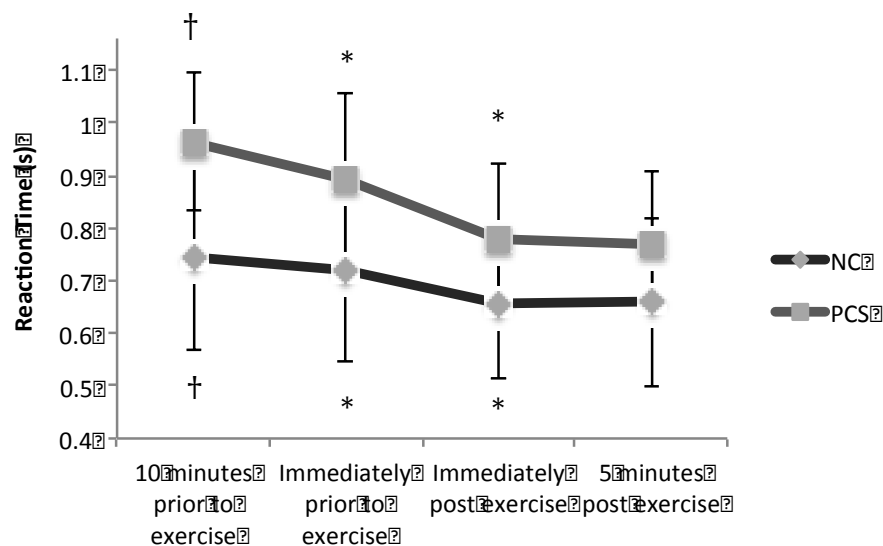 †
*
*
1.1
1
0.9
0.8
0.7
0.6
0.5
0.4
Reaction Time (s)
†
*
*
NC
PCS
10 minutes prior to exercise
Immediately prior to exercise
Immediately post exercise
5 minutes post exercise